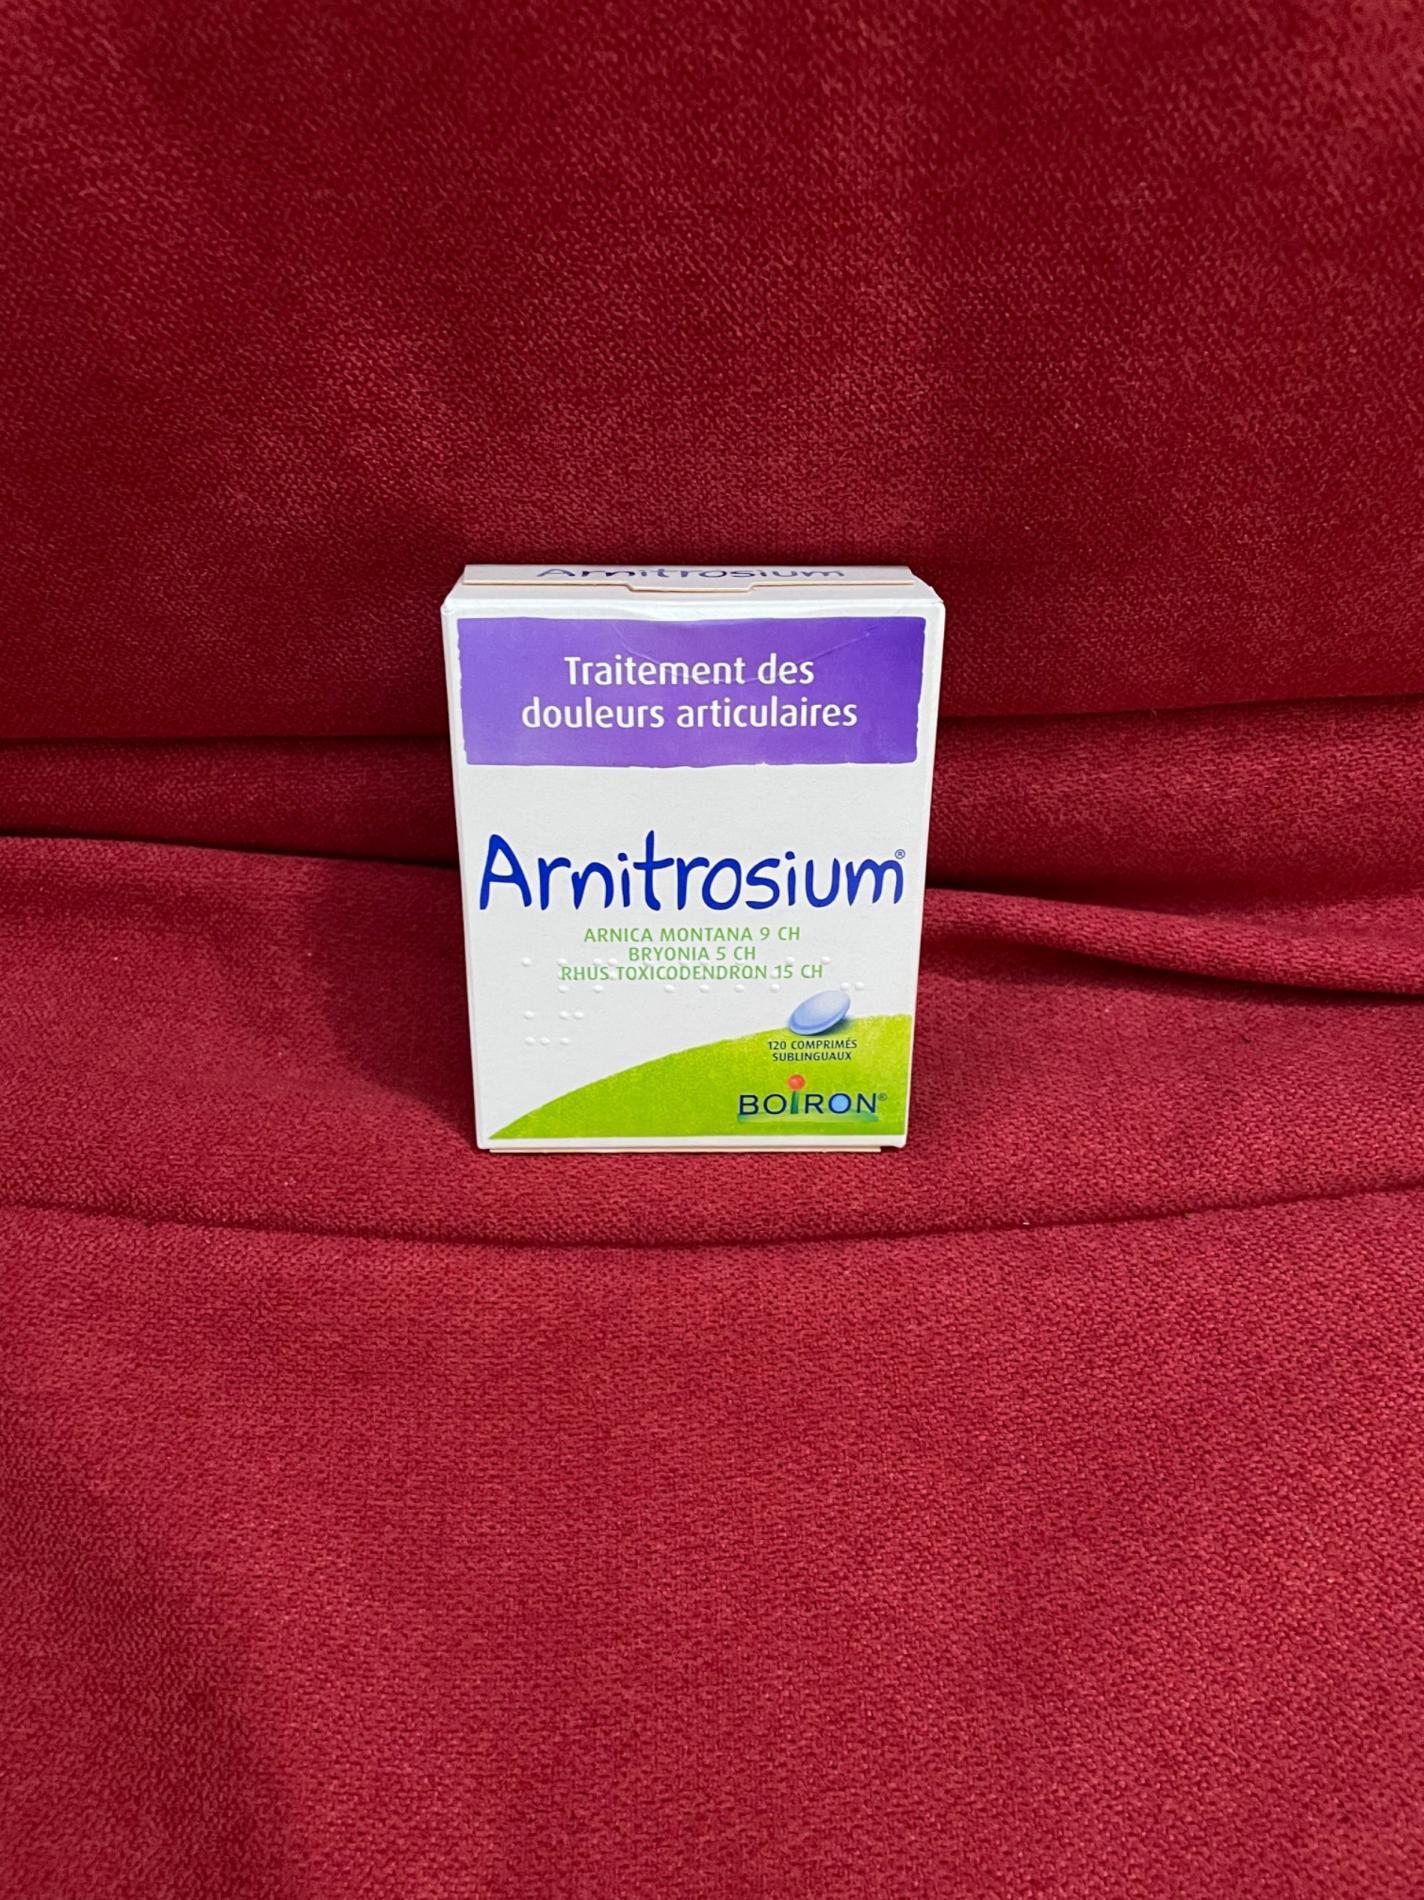 Arnitrosium
Traitement des
douleurs articulaires
Arnitrosium®
ARNICA MONTANA 9 CH
BRYONIA 5 CH
RHUS TOXICODENDRON 15 CH
120 COMPRIMÉS
SUBLINGUAUX
BOIRON®